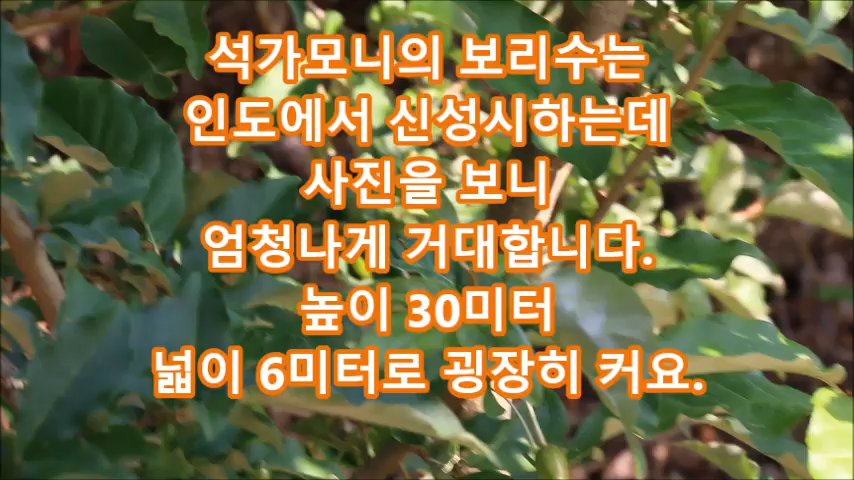 석가모니의 보리수는
인도에서 신성시하는데
사진을 보니
엄청나게 거대합니다.
높이 30미터
넓이 6미터로 굉장히 커요.